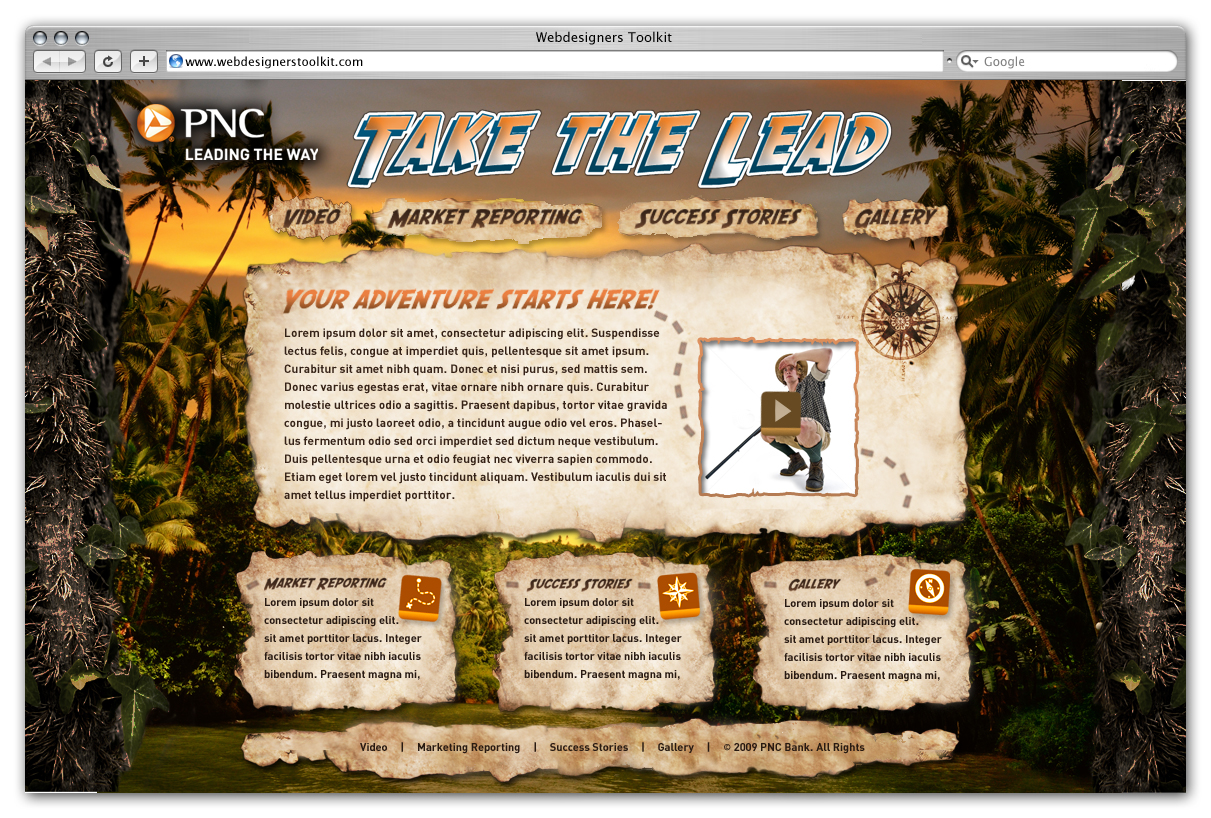 Webdesigners Toolkit
www.webdesignerstoolkit.com
Google
PNC
LEADING THE WAY
TAKE THE LEAD
VIDEO
MARKET REPORTING
SUCCESS STORIES
GALLERY
YOUR ADVENTURE STARTS HERE!
Lorem ipsum dolor sit amet, consectetur adipiscing elit. Suspendisse
lectus felis, congue at imperdiet quis, pellentesque sit amet ipsum.
Curabitur sit amet nibh quam. Donec et nisi purus, sed mattis sem.
Donec varius egestas erat, vitae ornare nibh ornare quis. Curabitur
molestie ultrices odio a sagittis. Praesent dapibus, tortor vitae gravida
congue, mi justo laoreet odio, a tincidunt augue odio vel eros. Phasel-
lus fermentum odio sed orci imperdiet sed dictum neque vestibulum.
Duis pellentesque urna et odio feugiat nec viverra sapien commodo.
Etiam eget lorem vel justo tincidunt aliquam. Vestibulum iaculis dui sit
amet tellus imperdiet porttitor.
MARKET REPORTING
Lorem ipsum dolor sit
consectetur adipiscing elit.
sit amet porttitor lacus. Integer
facilisis tortor vitae nibh iaculis
bibendum. Praesent magna mi,
SUCCESS STORIES
Lorem ipsum dolor sit
consectetur adipiscing elit.
sit amet porttitor lacus. Integer
facilisis tortor vitae nibh iaculis
bibendum. Praesent magna mi,
GALLERY
Lorem ipsum dolor sit
consectetur adipiscing elit.
sit amet porttitor lacus. Integer
facilisis tortor vitae nibh iaculis
bibendum. Praesent magna mi,
Video | Marketing Reporting | Success Stories | Gallery | © 2009 PNC Bank. All Rights